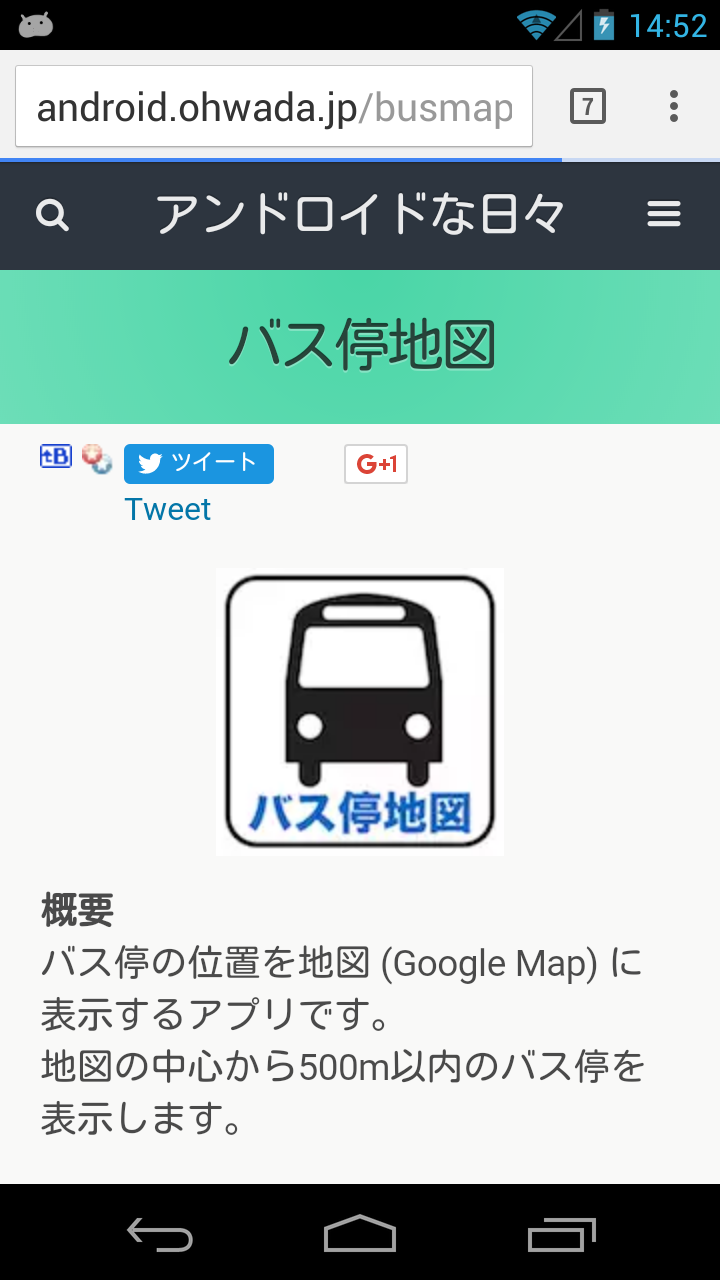 14:52
android.ohwada.jp/busmap
7
アンドロイドな日々
バス停地図
tB
ツイート
G+1
Tweet
バス停地図
概要
バス停の位置を地図 (Google Map) に
表示するアプリです。
地図の中心から500m以内のバス停を
表示します。